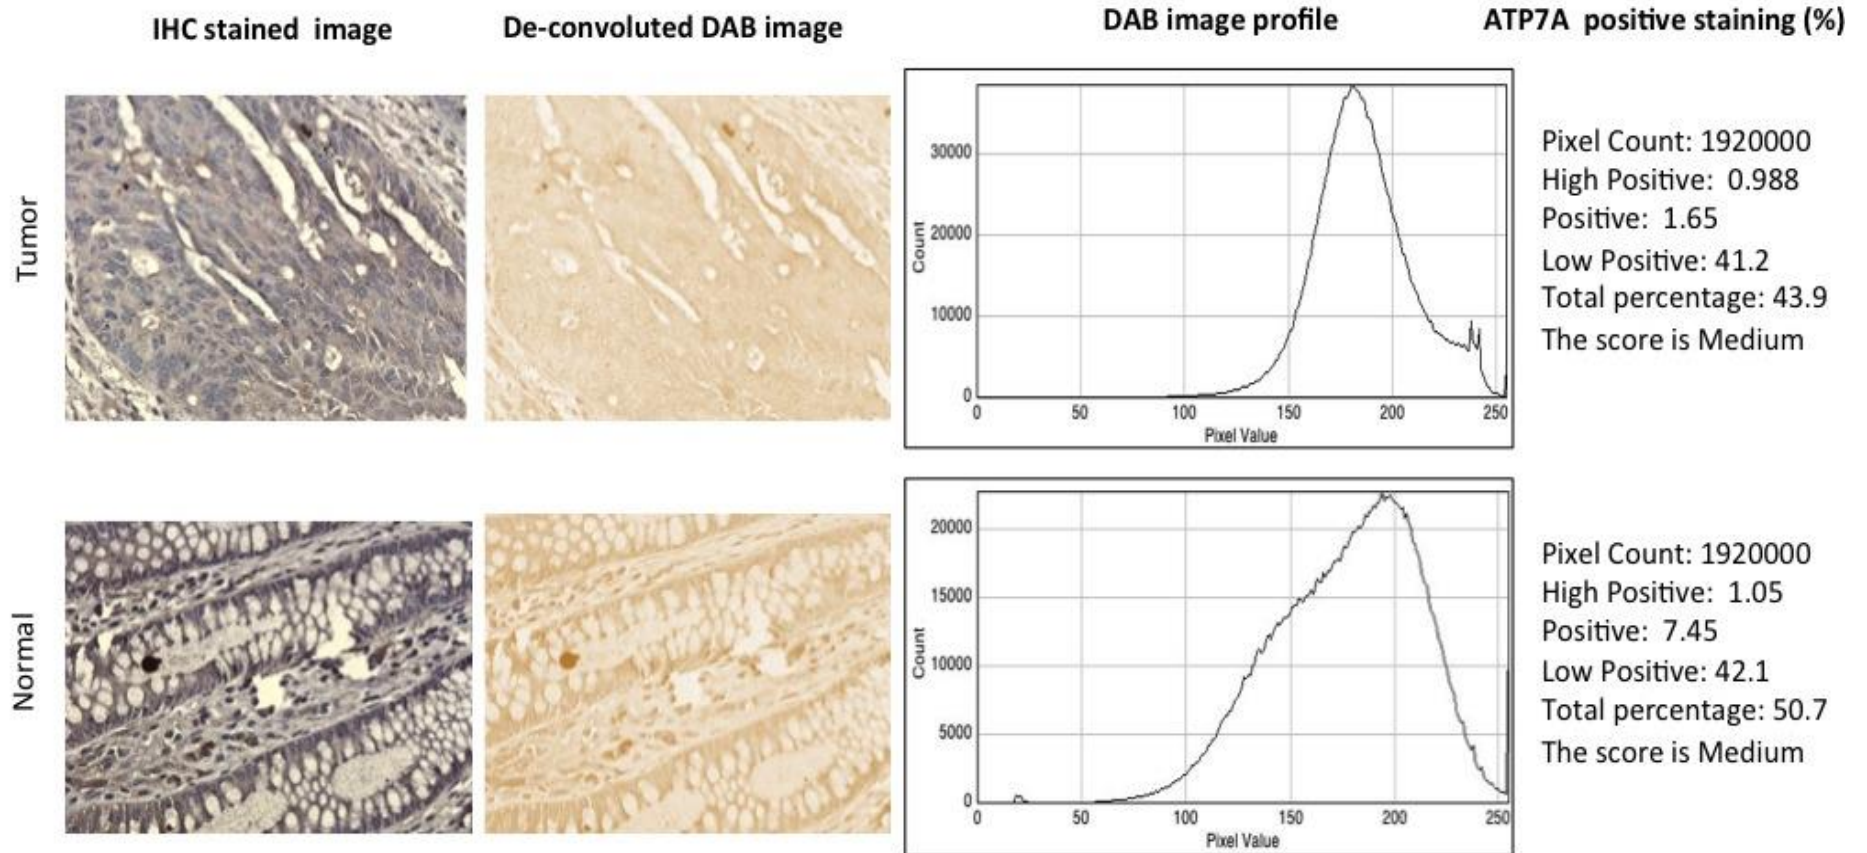 IHC stained image
De-convoluted DAB image
DAB image profile
ATP7A positive staining (%)
Tumor
Count
30000
20000
10000
0
0 50 100 150 200 250
Pixel Value
Pixel Count: 1920000
High Positive: 0.988
Positive: 1.65
Low Positive: 41.2
Total percentage: 43.9
The score is Medium
Normal
Count
20000
15000
10000
5000
0
0 50 100 150 200 250
Pixel Value
Pixel Count: 1920000
High Positive: 1.05
Positive: 7.45
Low Positive: 42.1
Total percentage: 50.7
The score is Medium